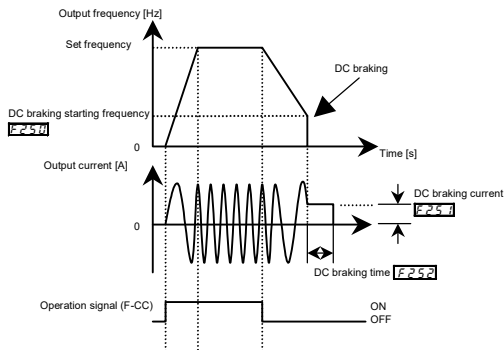 Output frequency [Hz]
Set frequency
DC braking
DC braking starting frequency
F250
0
Time [s]
Output current [A]
DC braking current
F251
0
DC braking time F252
Operation signal (F-CC)
ON
OFF